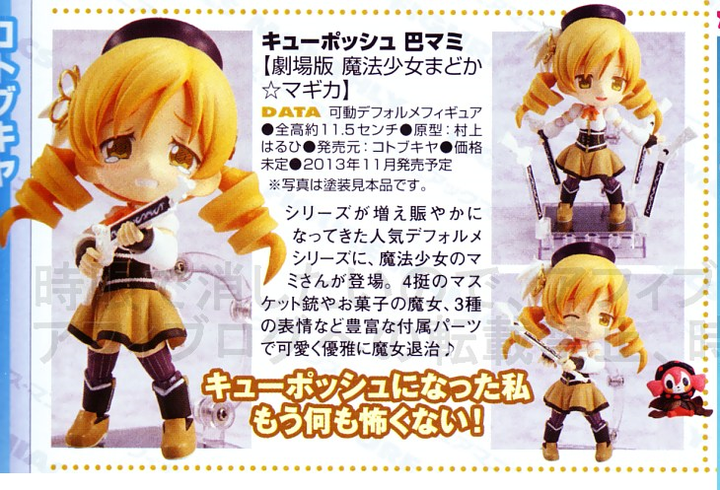 コトブキヤ
キューポッシュ 巴マミ
【劇場版 魔法少女まどか
☆マギカ】
DATA 可動デフォルメフィギュア
●全高約11.5センチ●原型：村上
はるひ●発売元：コトブキヤ●価格
未定●2013年11月発売予定
※写真は塗装見本品です。
シリーズが増え賑やかに
なってきた人気デフォルメ
シリーズに、魔法少女のマ
ミさんが登場。4挺のマス
ケット銃やお菓子の魔女、3種
の表情など豊富な付属パーツ
で可愛く優雅に魔女退治♪
キューポッシュになった私
もう何も怖くない！